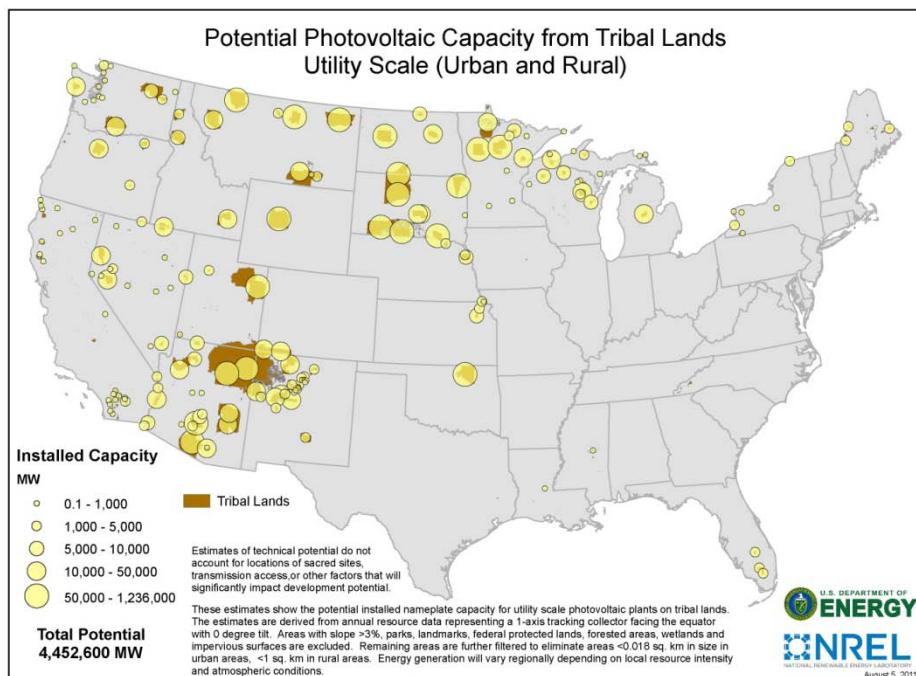 Potential Photovoltaic Capacity from Tribal Lands
Utility Scale (Urban and Rural)
Installed Capacity
MW
0.1 - 1,000
1,000 - 5,000
5,000 - 10,000
10,000 - 50,000
50,000 - 1,236,000
Total Potential
4,452,600 MW
Tribal Lands
Estimates of technical potential do not
account for locations of sacred sites,
transmission access,or other factors that will
significantly impact development potential.
These estimates show the potential installed nameplate capacity for utility scale photovoltaic plants on tribal lands.
The estimates are derived from annual resource data representing a 1-axis tracking collector facing the equator
with 0 degree tilt. Areas with slope >3%, parks, landmarks, federal protected lands, forested areas, wetlands and
impervious surfaces are excluded. Remaining areas are further filtered to eliminate areas <0.018 sq. km in size in
urban areas, <1 sq. km in rural areas. Energy generation will vary regionally depending on local resource intensity
and atmospheric conditions.
U.S. DEPARTMENT OF
ENERGY
NREL
NATIONAL RENEWABLE ENERGY LABORATORY
August 5, 2011